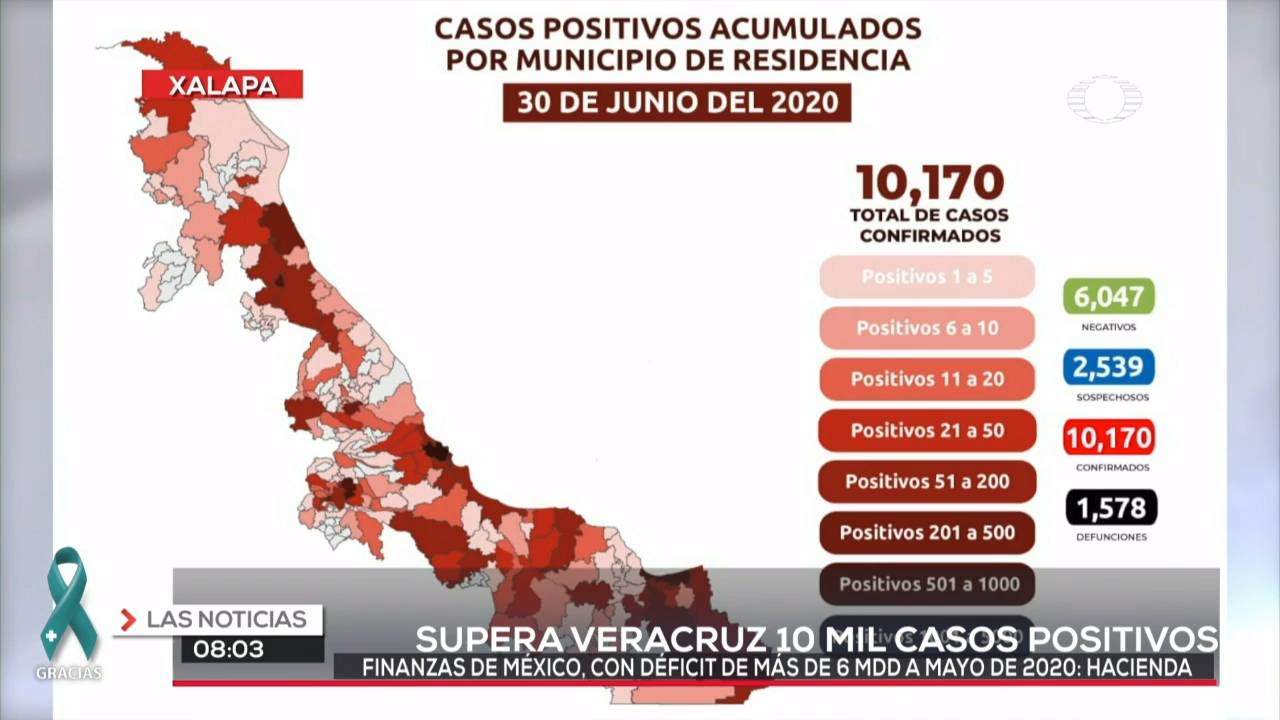 CASOS POSITIVOS ACUMULADOS
POR MUNICIPIO DE RESIDENCIA
30 DE JUNIO DEL 2020
XALAPA
10,170
TOTAL DE CASOS
CONFIRMADOS
Positivos 1 a 5
Positivos 6 a 10
Positivos 11 a 20
Positivos 21 a 50
Positivos 51 a 200
Positivos 201 a 500
Positivos 501 a 1000
6,047
NEGATIVOS
2,539
SOSPECHOSOS
10,170
CONFIRMADOS
1,578
DEFUNCIONES
LAS NOTICIAS
08:03
SUPERA VERACRUZ 10 MIL CASOS POSITIVOS
FINANZAS DE MÉXICO, CON DÉFICIT DE MÁS DE 6 MDD A MAYO DE 2020: HACIENDA
GRACIAS